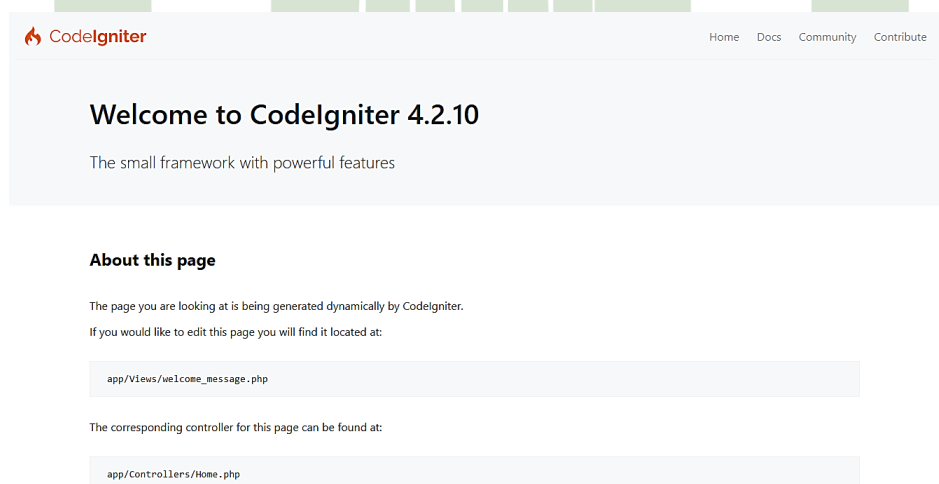 CodeIgniter
Home Docs Community Contribute
Welcome to CodeIgniter 4.2.10
The small framework with powerful features
About this page
The page you are looking at is being generated dynamically by CodeIgniter.
If you would like to edit this page you will find it located at:
app/Views/welcome_message.php
The corresponding controller for this page can be found at:
app/Controllers/Home.php